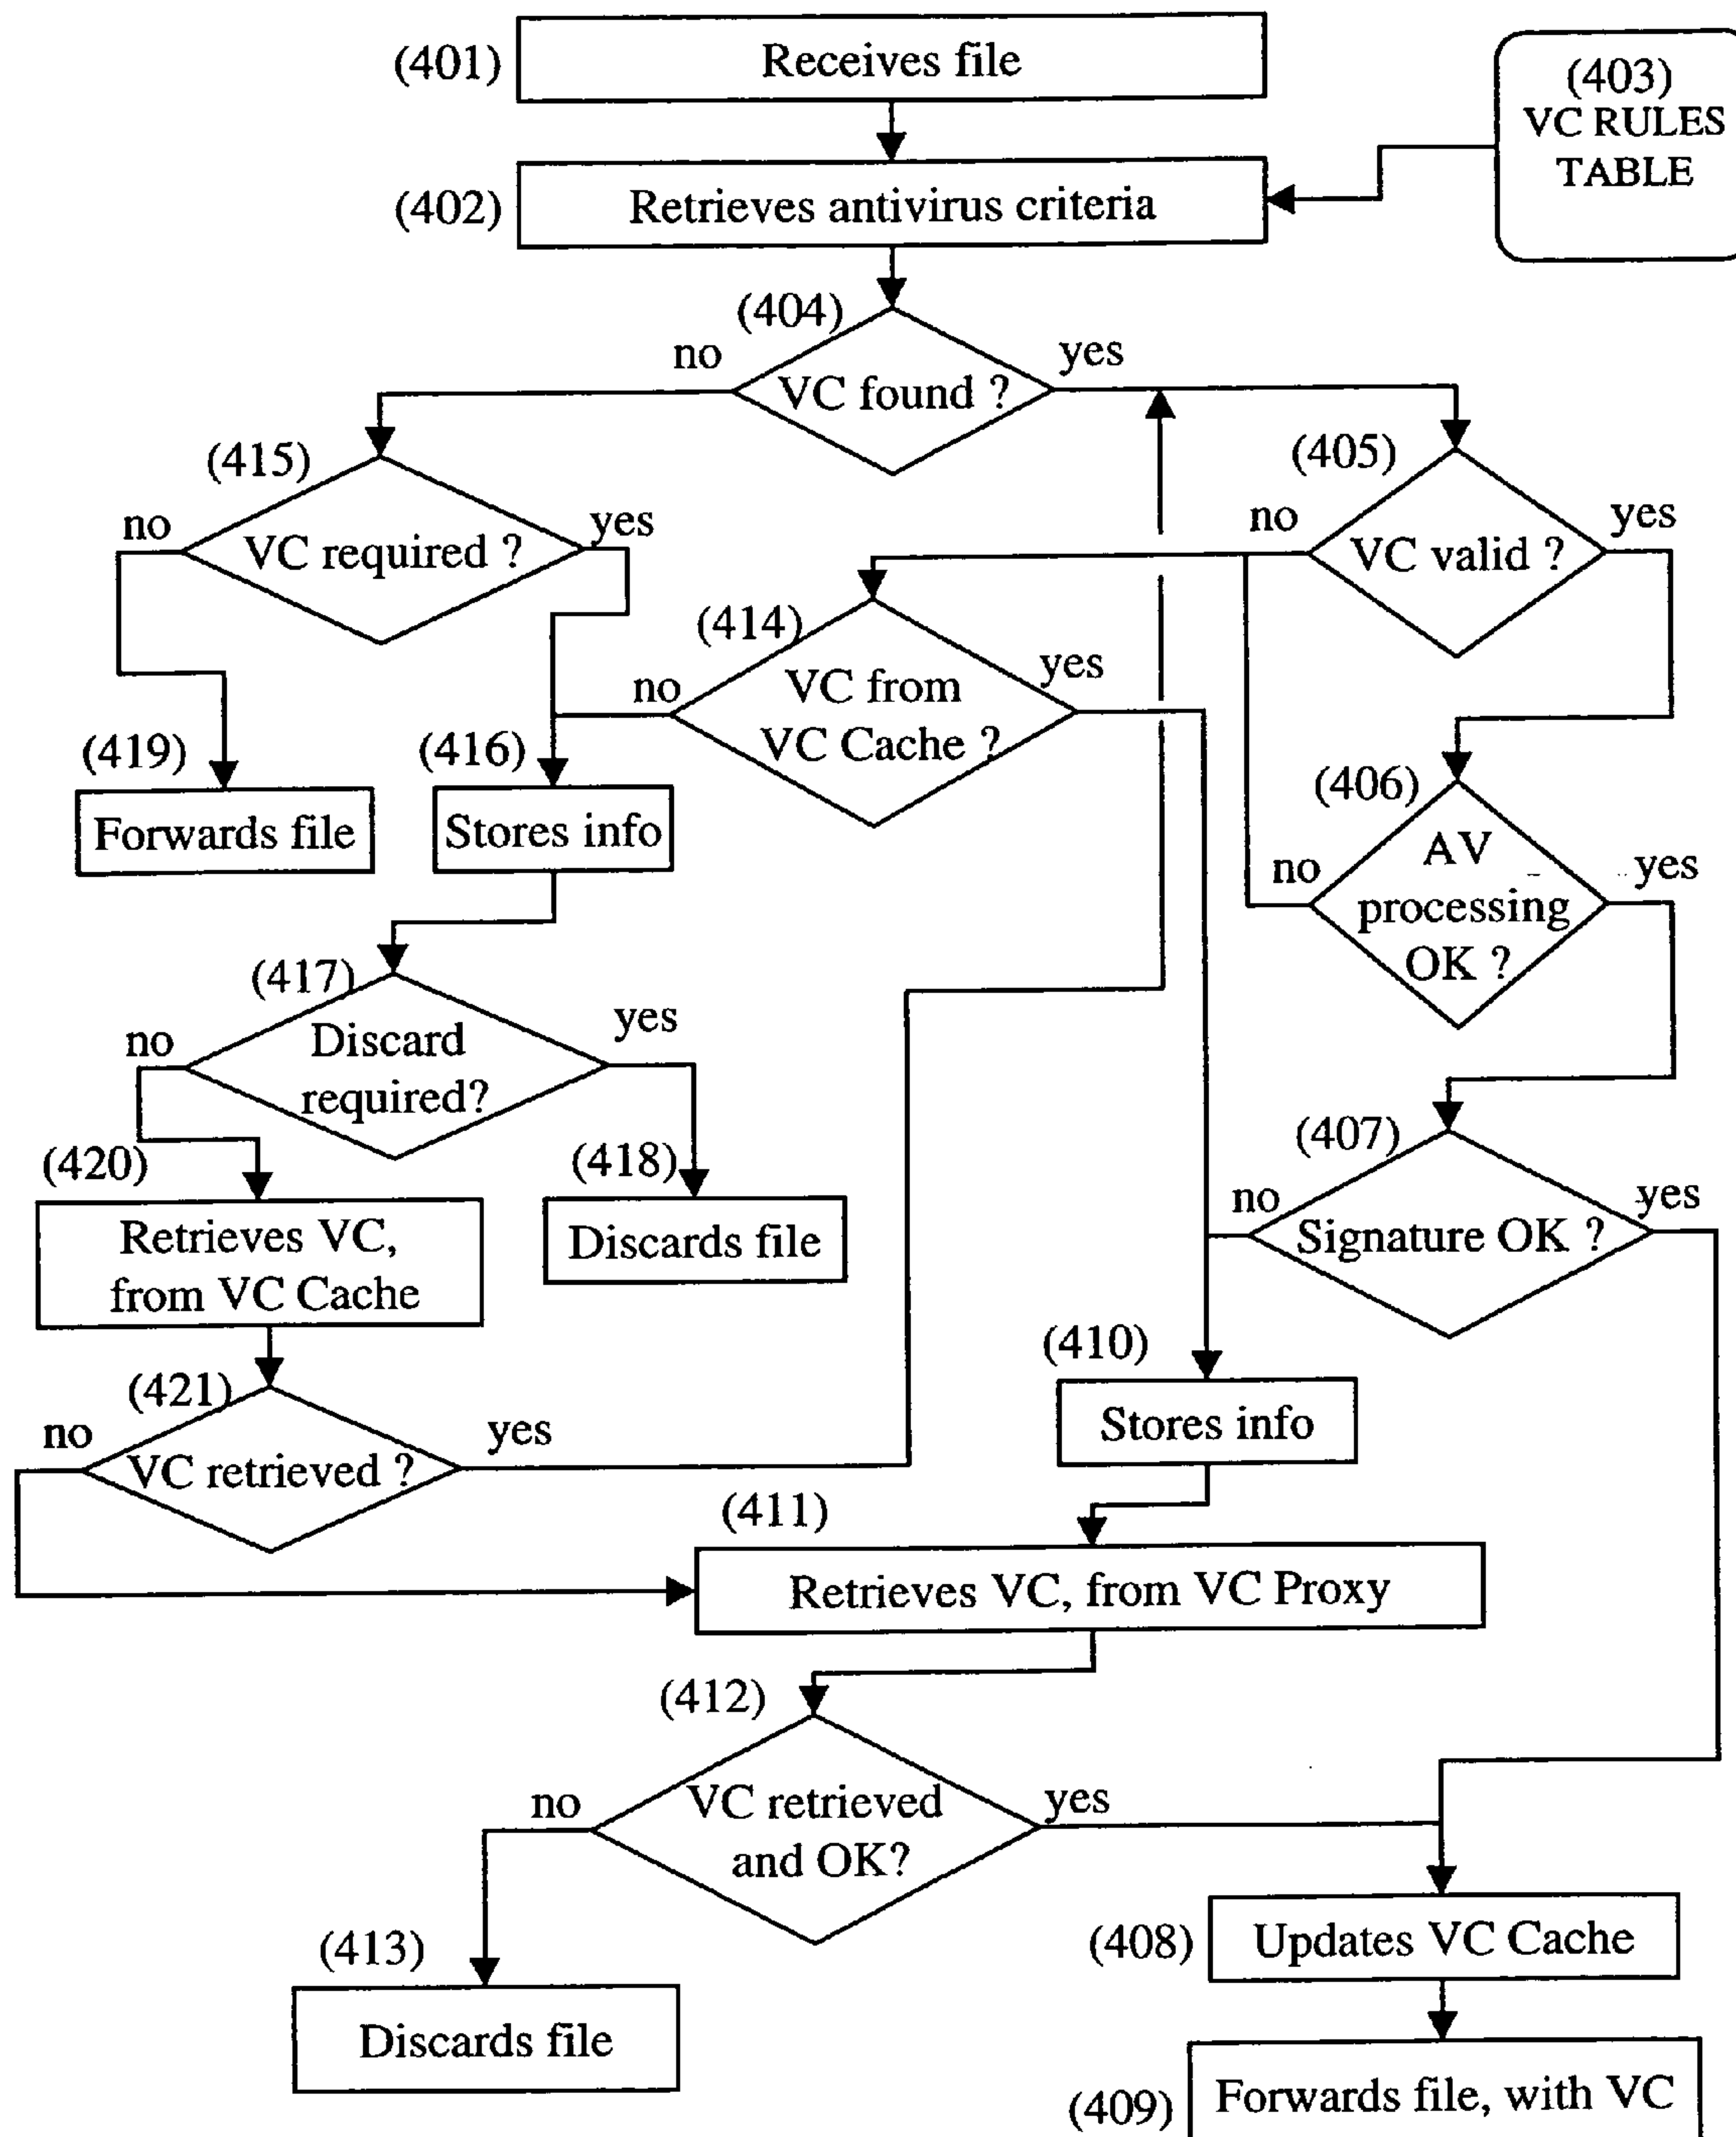 (401)
Receives file
(403)
VC RULES
TABLE
(402)
Retrieves antivirus criteria
(404)
no
yes
VC found ?
(415)
(405)
no
yes
no
yes
VC required ?
VC valid ?
(414)
no
VC from
yes
VC Cache ?
(419)
(416)
(406)
Forwards file
Stores info
AV
no
yes
processing
OK ?
(417)
no
Discard
yes
required?
(407)
(420)
(418)
no
yes
Retrieves VC,
from VC Cache
Discards file
Signature OK ?
(410)
(421)
no
yes
Stores info
VC retrieved ?
(411)
Retrieves VC, from VC Proxy
(412)
no
VC retrieved
yes
and OK?
(413)
(408)
Updates VC Cache
Discards file
(409)
Forwards file, with VC